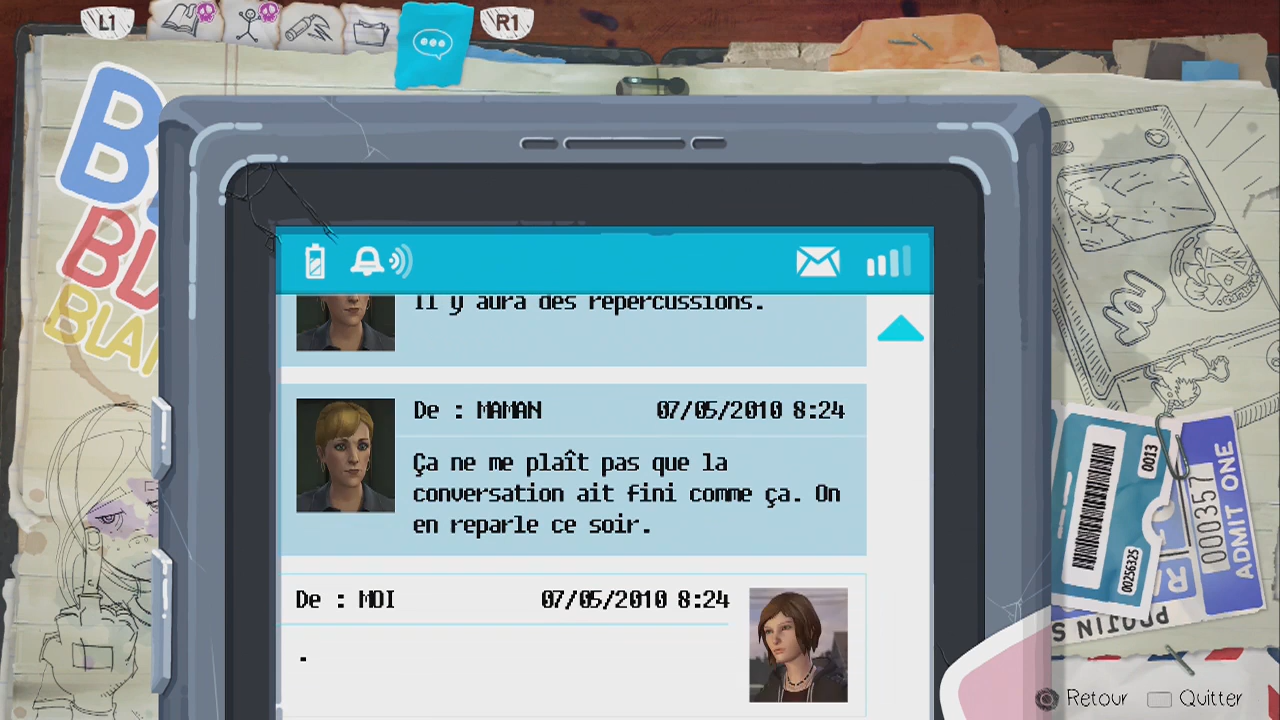 L1
R1
Il y aura des répercussions.
De : MAMAN 07/05/2010 8:24
Ça ne me plaît pas que la
conversation ait fini comme ça. On
en reparle ce soir.
De : MOI 07/05/2010 8:24
.
0013
00256325
000357
ADMIT ONE
Retour
Quitter